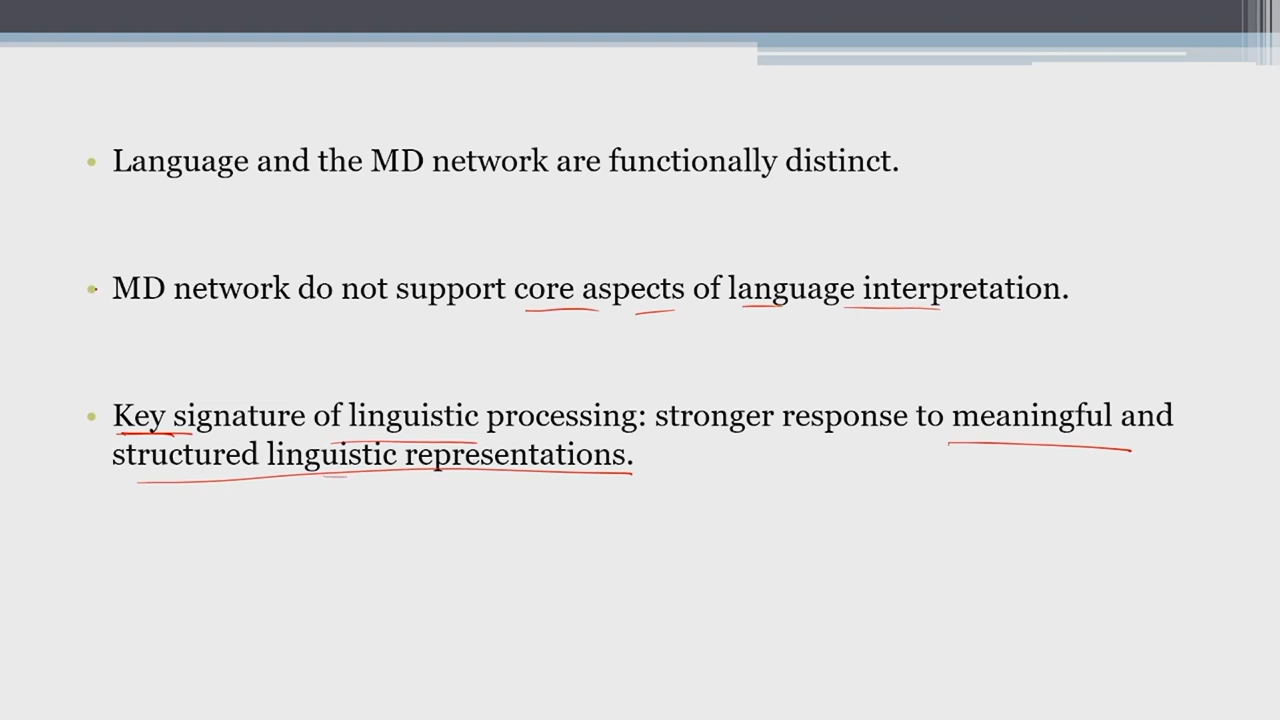 • Language and the MD network are functionally distinct.
• MD network do not support core aspects of language interpretation.
• Key signature of linguistic processing: stronger response to meaningful and
structured linguistic representations.